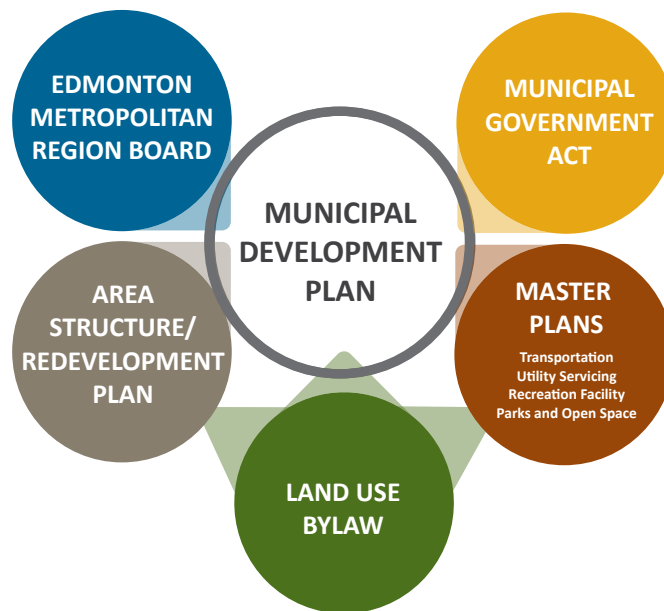 EDMONTON
METROPOLITAN
REGION BOARD
MUNICIPAL
GOVERNMENT
ACT
MUNICIPAL
DEVELOPMENT
PLAN
AREA
STRUCTURE/
REDEVELOPMENT
PLAN
MASTER
PLANS
Transportation
Utility Servicing
Recreation Facility
Parks and Open Space
LAND USE
BYLAW